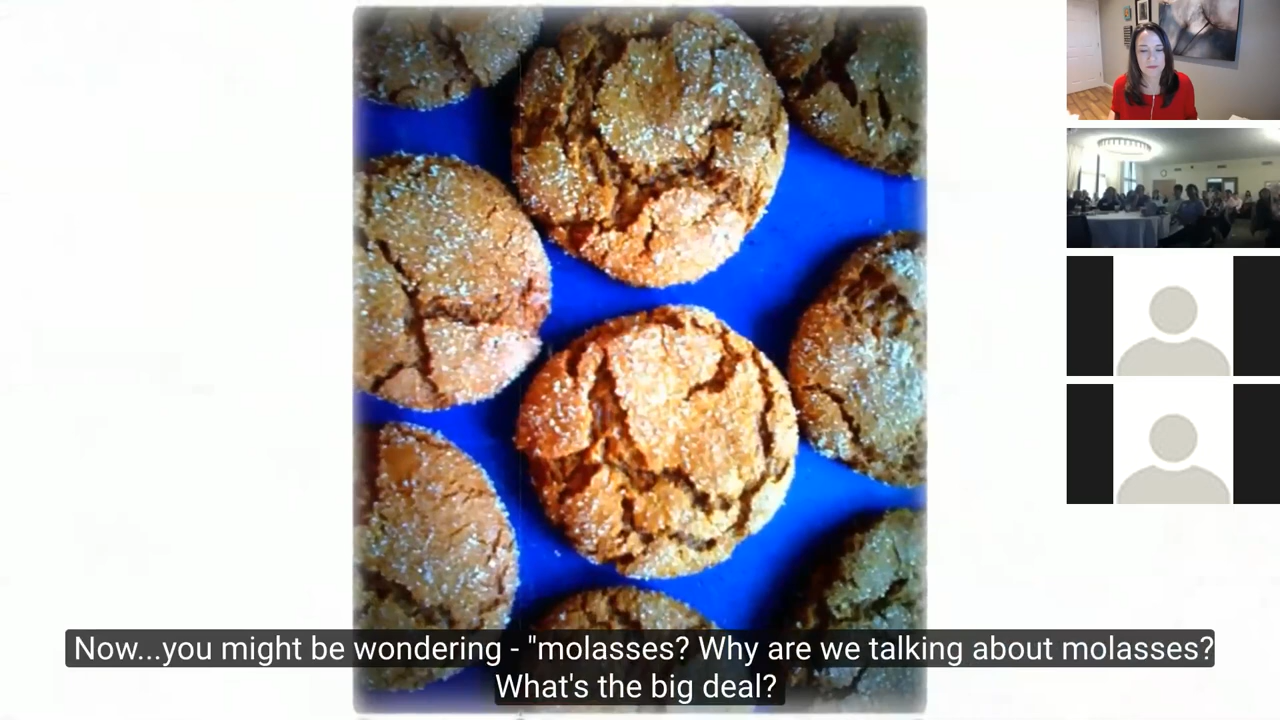 Now...you might be wondering - "molasses? Why are we talking about molasses?
What's the big deal?